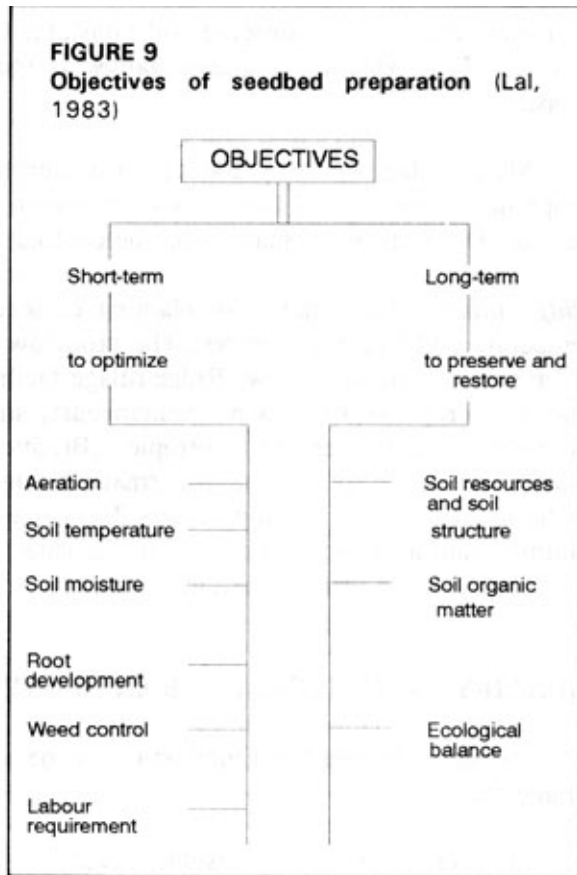 FIGURE 9
Objectives of seedbed preparation (Lal,
1983)
OBJECTIVES
Short-term
Long-term
to optimize
to preserve and
restore
Aeration
Soil temperature
Soil moisture
Root
development
Weed control
Labour
requirement
Soil resources
and soil
structure
Soil organic
matter
Ecological
balance